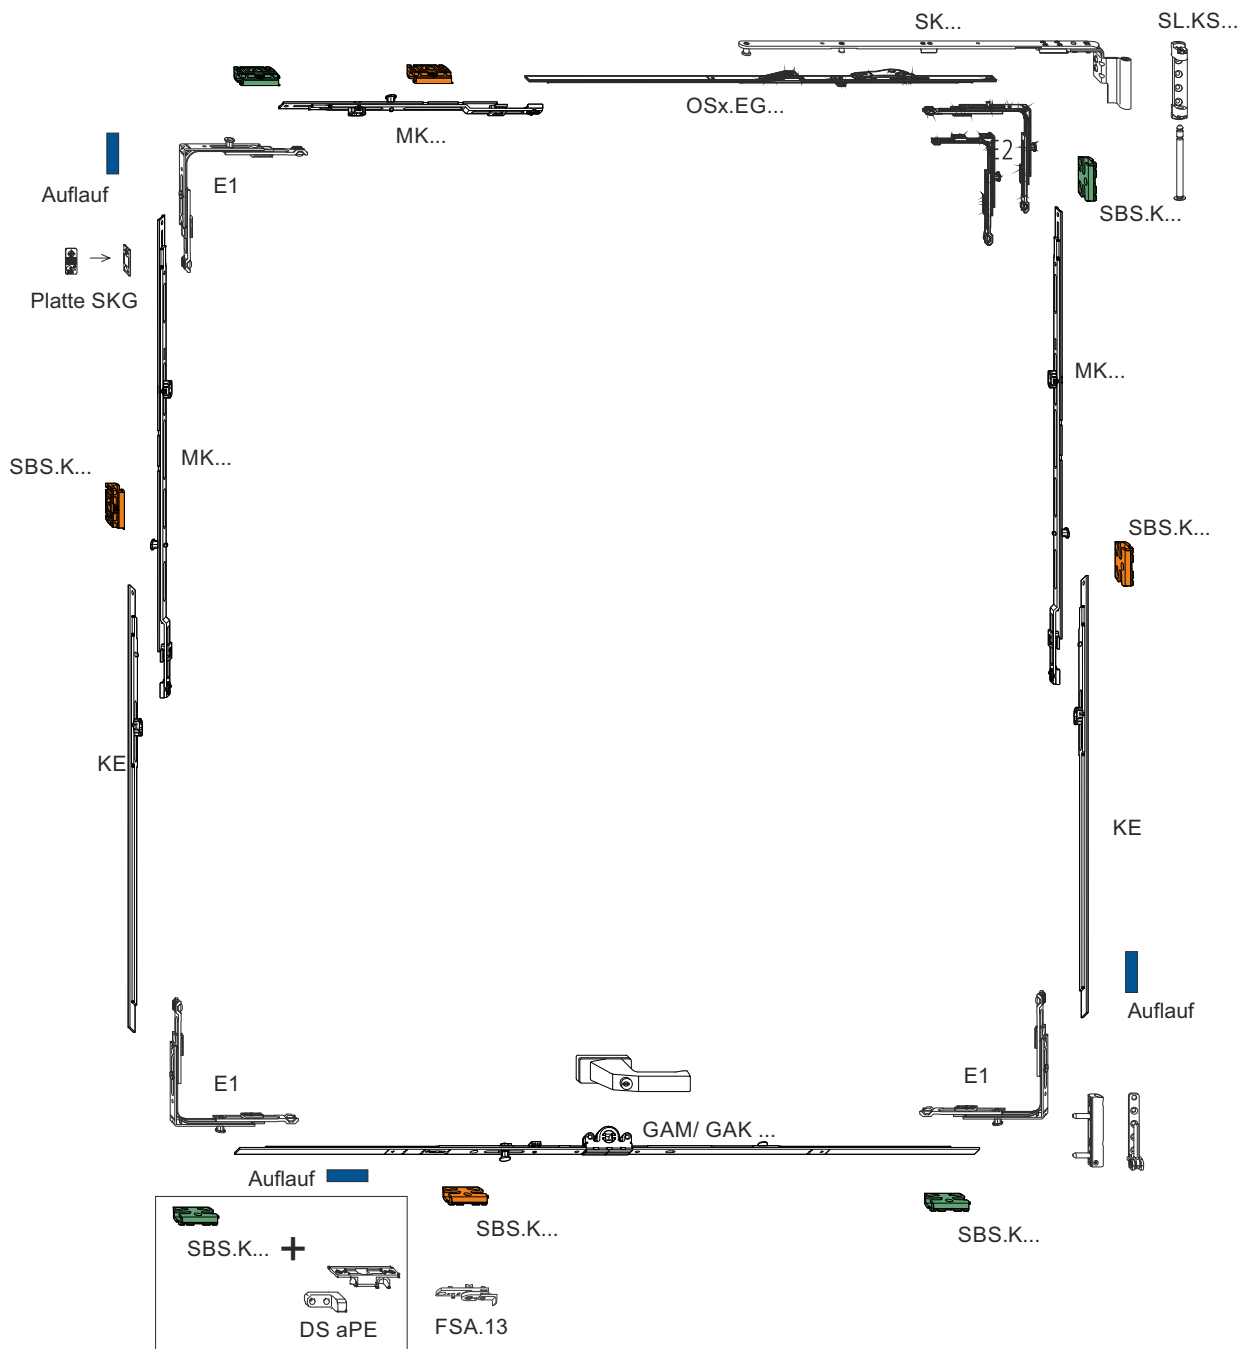 SK...
SL.KS...
OSx.EG...
MK...
E1
E2
Auflauf
SBS.K...
Platte SKG
MK...
MK...
SBS.K...
SBS.K...
KE
KE
Auflauf
E1
E1
GAM/ GAK ...
Auflauf
SBS.K...
SBS.K...
SBS.K... +
DS aPE
FSA.13